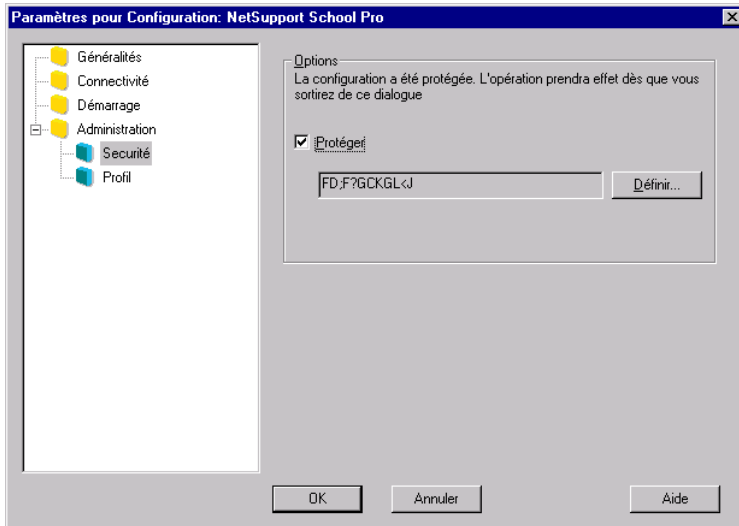 Paramètres pour Configuration: NetSupport School Pro
Généralités
Connectivité
Démarrage
Administration
Securité
Profil
Options
La configuration a été protégée. L'opération prendra effet dès que vous
sortirez de ce dialogue
Protéger
FD;F?GCKGL<J
Définir...
OK
Annuler
Aide